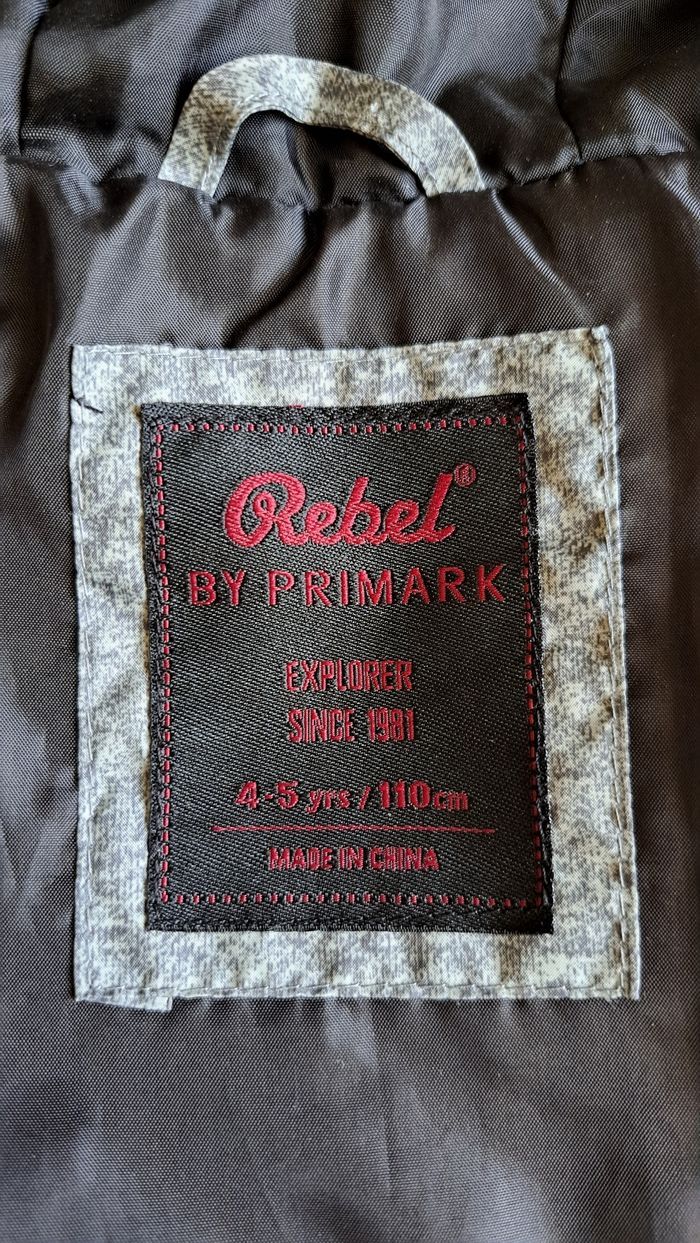 Rebel®
BY PRIMARK
EXPLORER
SINCE 1981
4-5 yrs / 110cm
MADE IN CHINA